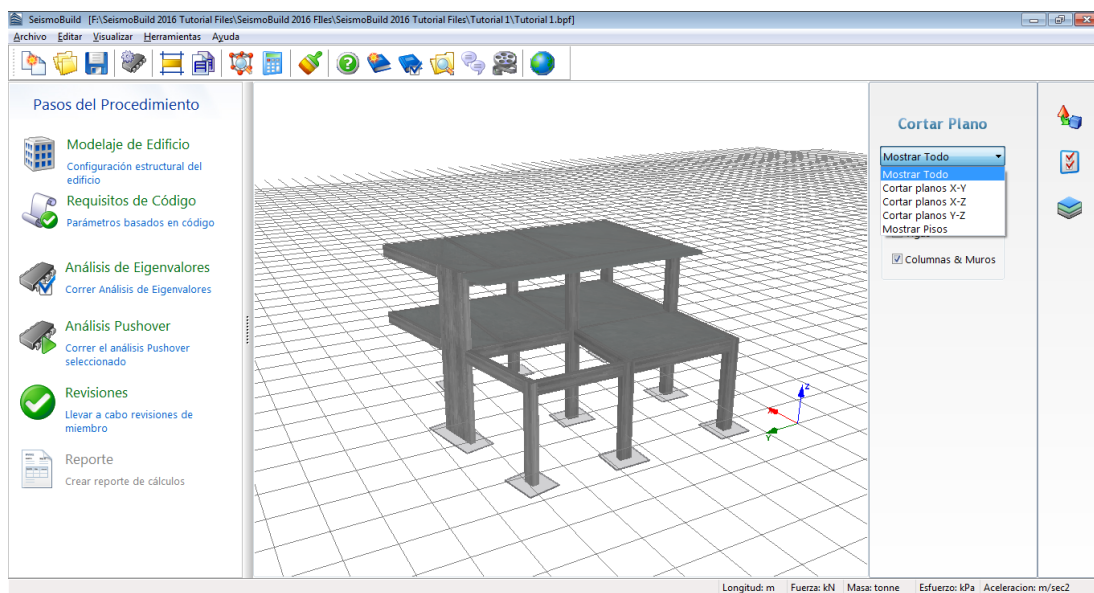 SeismoBuild [F:\SeismoBuild 2016 Tutorial Files\SeismoBuild 2016 FIles\SeismoBuild 2016 Tutorial Files\Tutorial 1\Tutorial 1.bpf]
Archivo Editar Visualizar Herramientas Ayuda
Pasos del Procedimiento
Modelaje de Edificio
Configuración estructural del
edificio
Requisitos de Código
Parámetros basados en código
Análisis de Eigenvalores
Correr Análisis de Eigenvalores
Análisis Pushover
Correr el análisis Pushover
seleccionado
Revisiones
Llevar a cabo revisiones de
miembro
Reporte
Crear reporte de cálculos
Z
Y
Cortar Plano
Mostrar Todo
Mostrar Todo
Cortar planos X-Y
Cortar planos X-Z
Cortar planos Y-Z
Mostrar Pisos
Columnas & Muros
Longitud: m Fuerza: kN Masa: tonne Esfuerzo: kPa Aceleracion: m/sec2